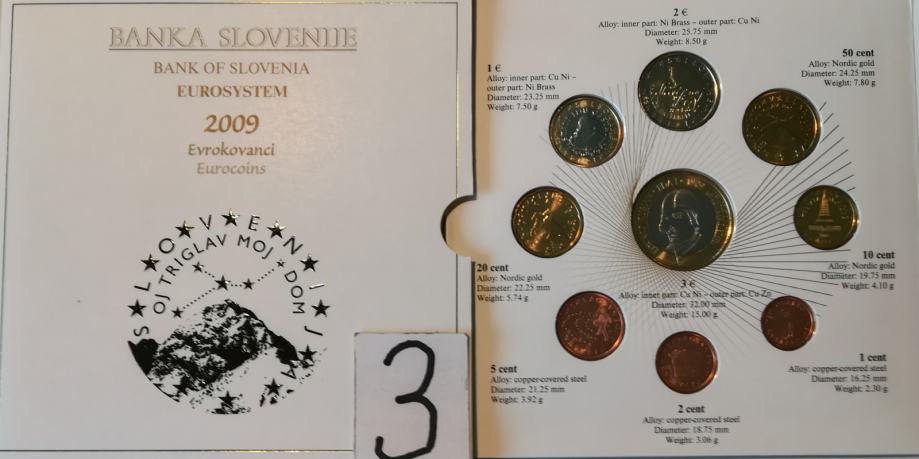 BANKA SLOVENIJE
BANK OF SLOVENIA
EUROSYSTEM
2009
Evrokovanci
Eurocoins
SLOVENIJA
OJ TRIGLAV MOJ · DOM
3
2 €
Alloy: inner part: Ni Brass – outer part: Cu Ni
Diameter: 25.75 mm
Weight: 8.50 g
1 €
Alloy: inner part: Cu Ni –
outer part: Ni Brass
Diameter: 23.25 mm
Weight: 7.50 g
50 cent
Alloy: Nordic gold
Diameter: 24.25 mm
Weight: 7.80 g
20 cent
Alloy: Nordic gold
Diameter: 22.25 mm
Weight: 5.74 g
10 cent
Alloy: Nordic gold
Diameter: 19.75 mm
Weight: 4.10 g
3 €
Alloy: inner part: Cu Ni – outer part: Cu Zn
Diameter: 32.00 mm
Weight: 15.00 g
5 cent
Alloy: copper-covered steel
Diameter: 21.25 mm
Weight: 3.92 g
2 cent
Alloy: copper-covered steel
Diameter: 18.75 mm
Weight: 3.06 g
1 cent
Alloy: copper-covered steel
Diameter: 16.25 mm
Weight: 2.30 g